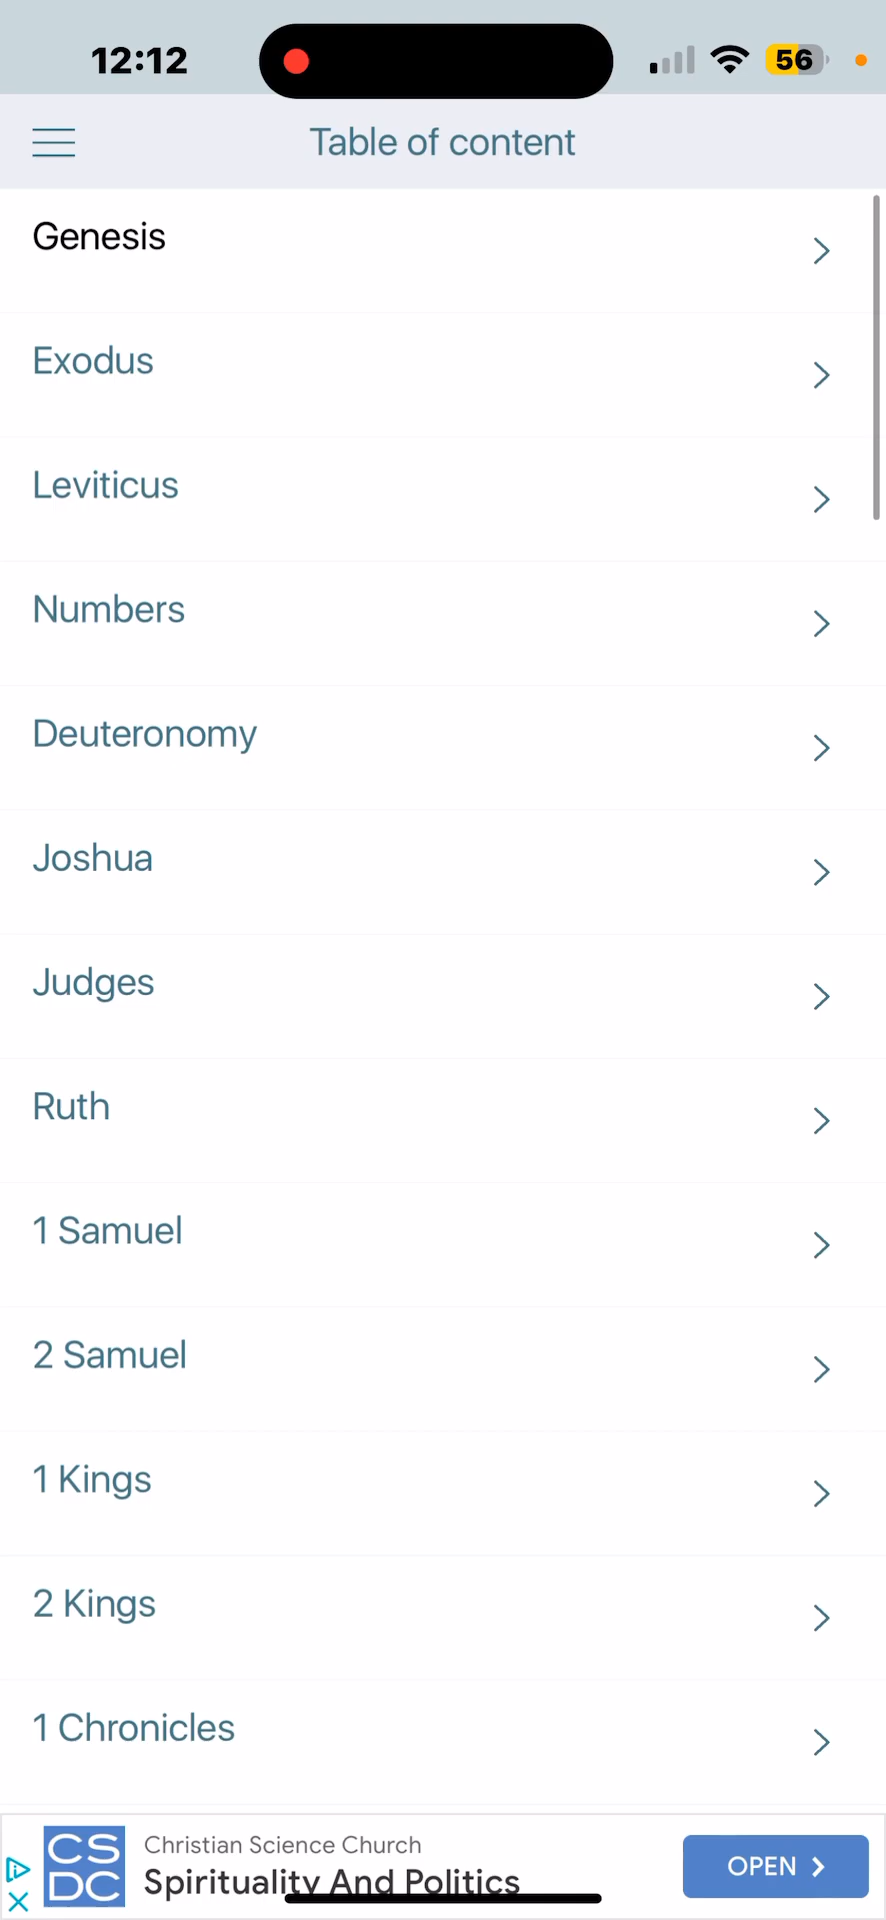 12:12
56
Table of content
Genesis
Exodus
Leviticus
Numbers
Deuteronomy
Joshua
Judges
Ruth
1 Samuel
2 Samuel
1 Kings
2 Kings
1 Chronicles
CS
DC
Christian Science Church
Spirituality And Politics
OPEN